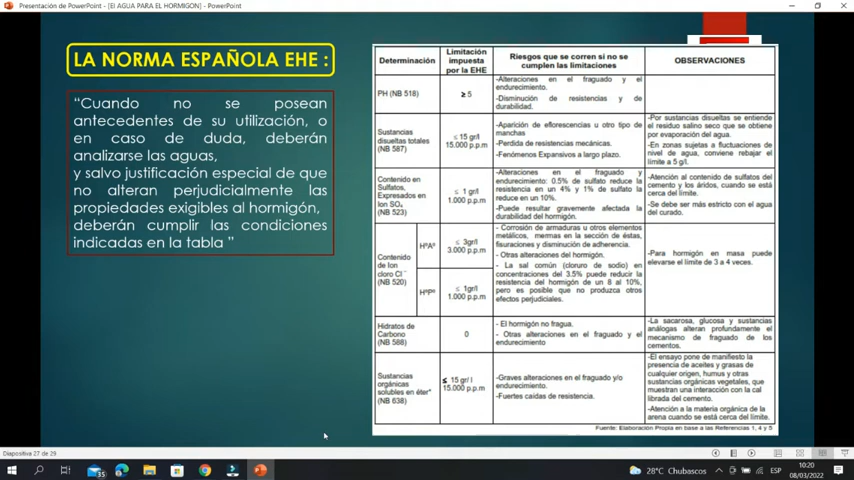 Presentación de PowerPoint - [El AGUA PARA EL HORMIGON] - PowerPoint
LA NORMA ESPAÑOLA EHE :
"Cuando no se posean
antecedentes de su utilización, o
en caso de duda, deberán
analizarse las aguas,
y salvo justificación especial de que
no alteran perjudicialmente las
propiedades exigibles al hormigón,
deberán cumplir las condiciones
indicadas en la tabla "
Determinación
Limitación
impuesta
por la EHE
Riesgos que se corren si no se
cumplen las limitaciones
OBSERVACIONES
PH (NB 518)
≥ 5
-Alteraciones en el fraguado y el
endurecimiento.
-Disminución de resistencias y de
durabilidad.
Sustancias
disueltas totales
(NB 587)
≤ 15 gr/l
15.000 p.p.m
-Aparición de eflorescencias u otro tipo de
manchas
-Perdida de resistencias mecánicas.
-Fenómenos Expansivos a largo plazo.
-Por sustancias disueltas se entiende
el residuo salino seco que se obtiene
por evaporación del agua.
-En zonas sujetas a fluctuaciones de
nivel de agua, conviene rebajar el
límite a 5 g/l.
Contenido en
Sulfatos,
Expresados en
Ion SO₄
(NB 523)
≤ 1 gr/l
1.000 p.p.m
-Alteraciones en el fraguado y
endurecimiento: 0.5% de sulfato reduce la
resistencia en un 4% y 1% de sulfato la
reduce en un 10%.
-Puede resultar gravemente afectada la
durabilidad del hormigón.
-Atención al contenido de sulfatos del
cemento y los áridos, cuando se está
cerca del límite.
-Se debe ser más estricto con el agua
del curado.
Contenido
de Ion
cloro Cl ⁻
(NB 520)
HºAº
≤ 3gr/l
3.000 p.p.m
HºPº
≤ 1gr/l
1.000 p.p.m
- Corrosión de armaduras u otros elementos
metálicos, mermas en la sección de éstas,
fisuraciones y disminución de adherencia.
- Otras alteraciones del hormigón.
- La sal común (cloruro de sodio) en
concentraciones del 3.5% puede reducir la
resistencia del hormigón de un 8 al 10%,
pero es posible que no produzca otros
efectos perjudiciales.
-Para hormigón en masa puede
elevarse el límite de 3 a 4 veces.
Hidratos de
Carbono
(NB 588)
0
- El hormigón no fragua.
- Otras alteraciones en el fraguado y el
endurecimiento
-La sacarosa, glucosa y sustancias
análogas alteran profundamente el
mecanismo de fraguado de los
cementos.
Sustancias
orgánicas
solubles en éter"
(NB 638)
≤ 15 gr/ l
15.000 p.p.m
-Graves alteraciones en el fraguado y/o
endurecimiento.
-Fuertes caídas de resistencia.
-El ensayo pone de manifiesto la
presencia de aceites y grasas de
cualquier origen, humus y otras
sustancias orgánicas vegetales, que
muestran una interacción con la cal
librada del cemento.
-Atención a la materia orgánica de la
arena cuando se está cerca del límite.
Fuente: Elaboración Propia en base a las Referencias 1, 4 y 5
Diapositiva 27 de 29
35
28°C Chubascos
ESP
10:20
08/03/2022